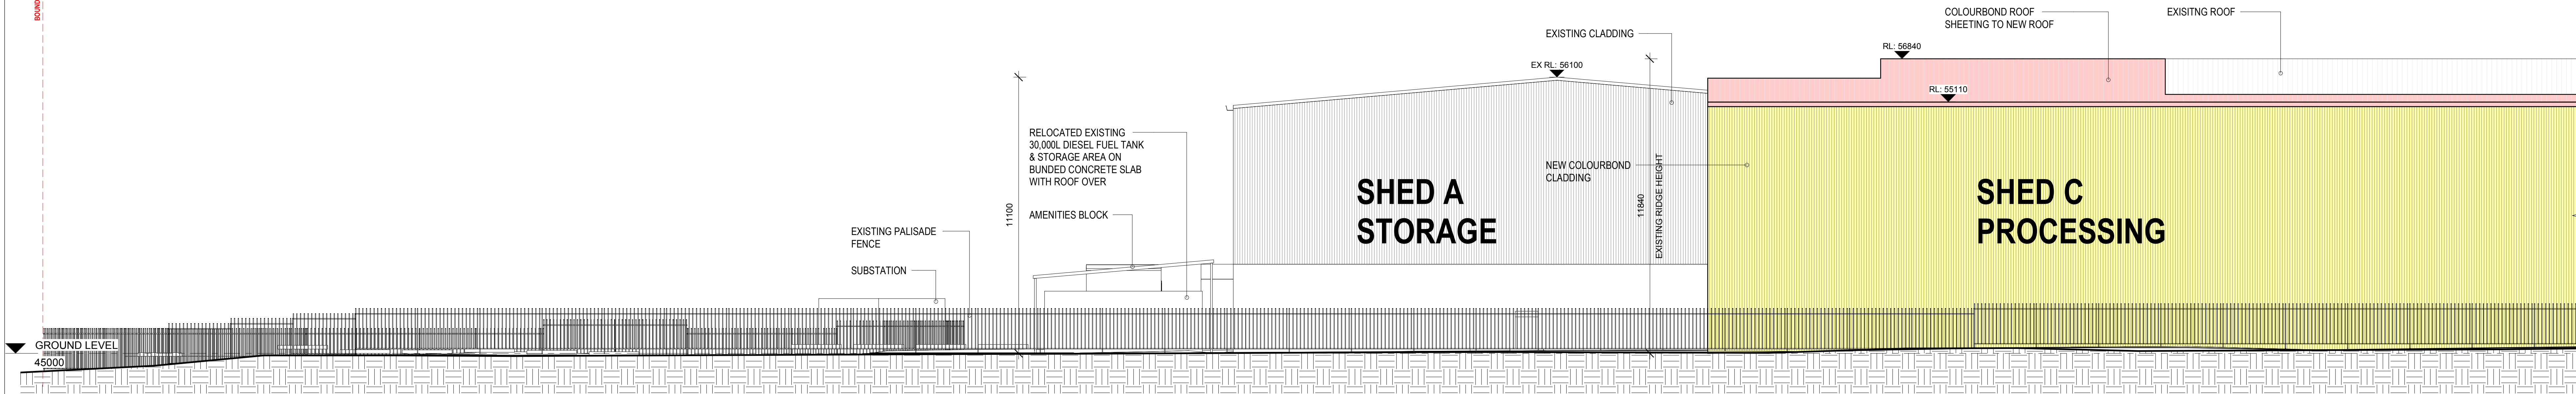 BOUND
GROUND LEVEL
45000
EXISTING PALISADE
FENCE
SUBSTATION
11100
RELOCATED EXISTING
30,000L DIESEL FUEL TANK
& STORAGE AREA ON
BUNDED CONCRETE SLAB
WITH ROOF OVER
AMENITIES BLOCK
SHED A
STORAGE
EX RL: 56100
EXISTING CLADDING
NEW COLOURBOND
CLADDING
11840
EXISTING RIDGE HEIGHT
RL: 56840
RL: 55110
COLOURBOND ROOF
SHEETING TO NEW ROOF
EXISITNG ROOF
SHED C
PROCESSING